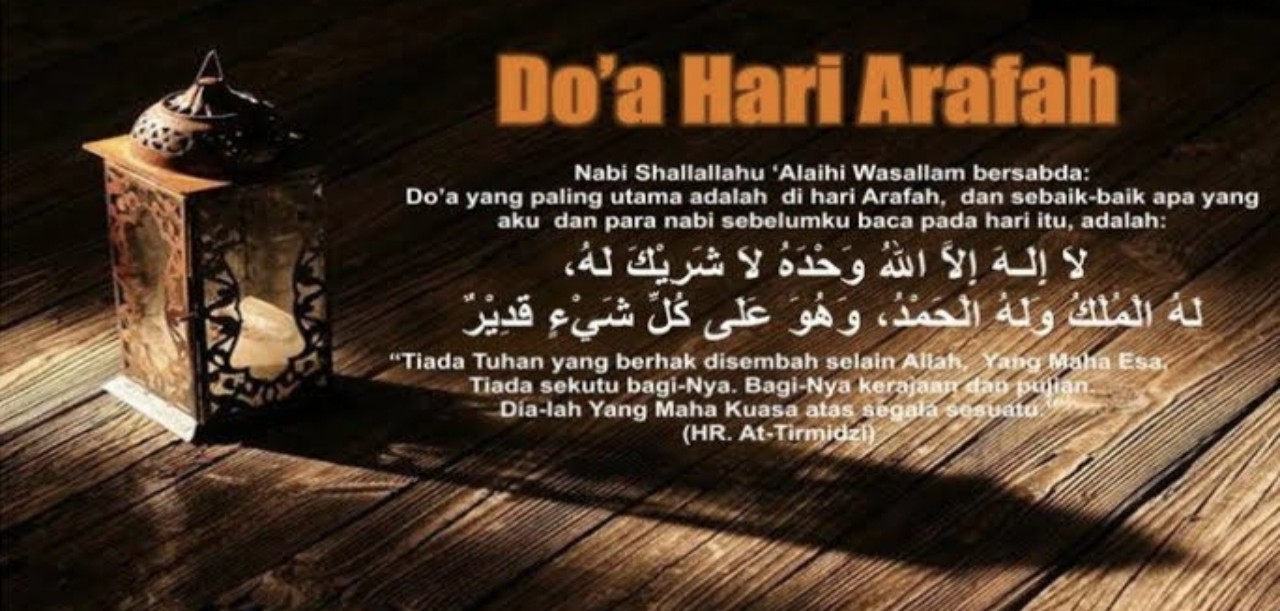 Do'a Hari Arafah
Nabi Shallallahu 'Alaihi Wasallam bersabda:
Do'a yang paling utama adalah di hari Arafah, dan sebaik-baik apa yang
aku dan para nabi sebelumku baca pada hari itu, adalah:
لَا إِلـهَ إِلاَّ اللهُ وَحْدَهُ لاَ شَرِيْكَ لَهُ،
لَهُ الْمُلْكُ وَلَهُ الْحَمْدُ، وَهُوَ عَلَى كُلِّ شَيْءٍ قَدِيْرٌ
“Tiada Tuhan yang berhak disembah selain Allah, Yang Maha Esa,
Tiada sekutu bagi-Nya. Bagi-Nya kerajaan dan pujian.
Dia-lah Yang Maha Kuasa atas segala sesuatu.”
(HR. At-Tirmidzi)